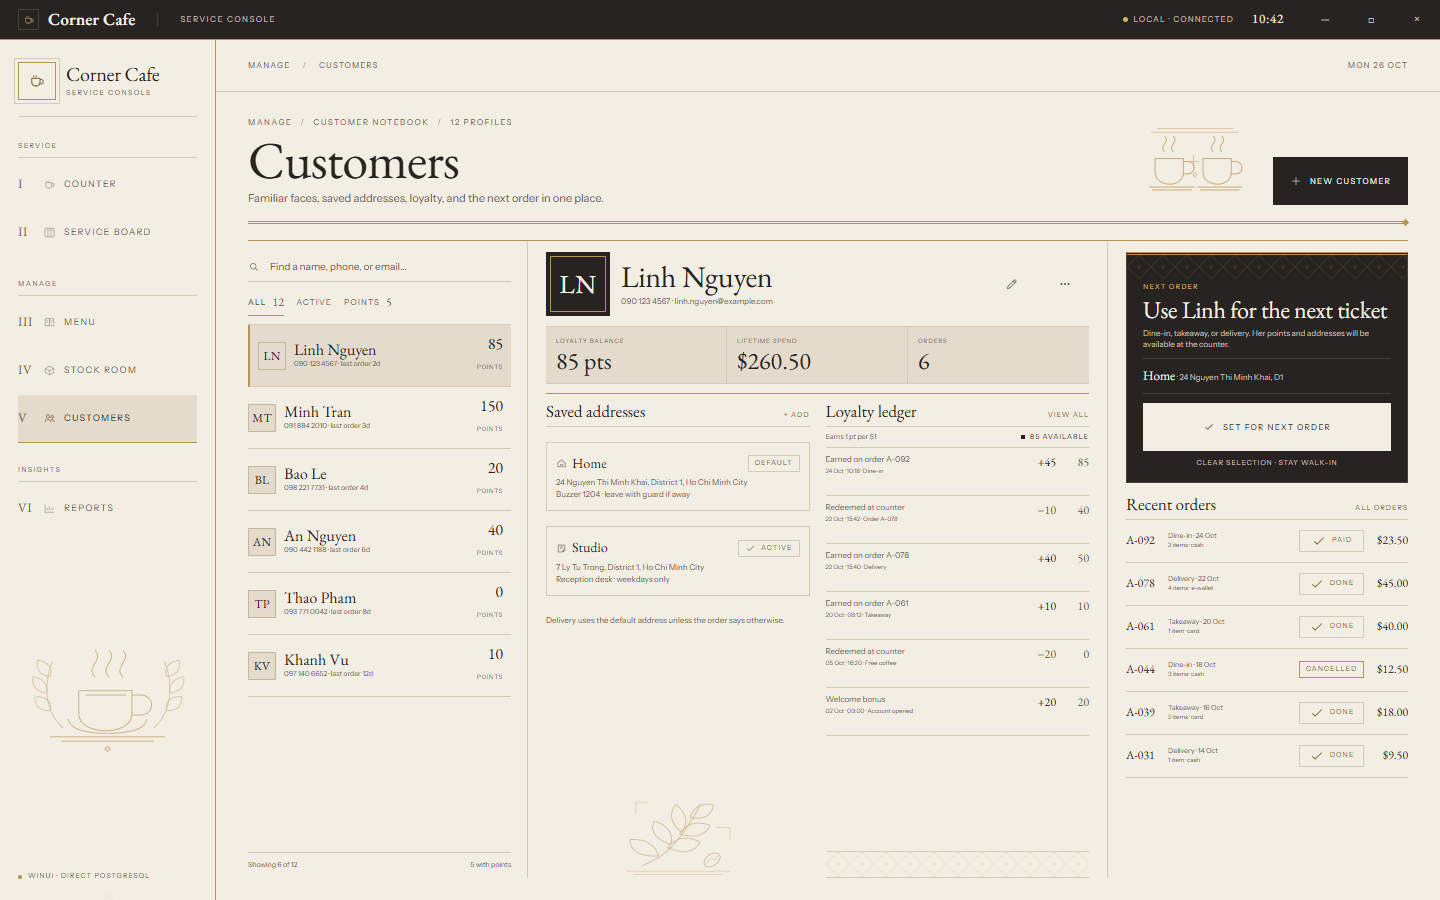 Corner Cafe
SERVICE CONSOLE
LOCAL · CONNECTED
10:42
Corner Cafe
SERVICE CONSOLE
SERVICE
I COUNTER
II SERVICE BOARD
MANAGE
III MENU
IV STOCK ROOM
V CUSTOMERS
INSIGHTS
VI REPORTS
WINUI · DIRECT POSTGRESQL
MANAGE / CUSTOMERS
MON 26 OCT
MANAGE / CUSTOMER NOTEBOOK / 12 PROFILES
Customers
Familiar faces, saved addresses, loyalty, and the next order in one place.
+ NEW CUSTOMER
Find a name, phone, or email...
ALL 12 ACTIVE POINTS 5
LN Linh Nguyen 85
090 123 4567 · last order 2d POINTS
MT Minh Tran 150
091 884 2010 · last order 3d POINTS
BL Bao Le 20
098 221 7731 · last order 4d POINTS
AN An Nguyen 40
090 442 1188 · last order 6d POINTS
TP Thao Pham 0
093 771 0042 · last order 8d POINTS
KV Khanh Vu 10
097 140 6652 · last order 12d POINTS
Showing 6 of 12 5 with points
LN
Linh Nguyen
090 123 4567 · linh.nguyen@example.com
LOYALTY BALANCE
85 pts
LIFETIME SPEND
$260.50
ORDERS
6
Saved addresses + ADD
Home DEFAULT
24 Nguyen Thi Minh Khai, District 1, Ho Chi Minh City
Buzzer 1204 · leave with guard if away
Studio ACTIVE
7 Ly Tu Trong, District 1, Ho Chi Minh City
Reception desk · weekdays only
Delivery uses the default address unless the order says otherwise.
Loyalty ledger VIEW ALL
Earns 1 pt per $1 85 AVAILABLE
Earned on order A-092 +45 85
24 Oct · 10:18 · Dine-in
Redeemed at counter −10 40
22 Oct · 15:42 · Order A-078
Earned on order A-078 +40 50
22 Oct · 15:40 · Delivery
Earned on order A-061 +10 10
20 Oct · 08:12 · Takeaway
Redeemed at counter −20 0
05 Oct · 16:20 · Free coffee
Welcome bonus +20 20
02 Oct · 09:00 · Account opened
NEXT ORDER
Use Linh for the next ticket
Dine-in, takeaway, or delivery. Her points and addresses will be
available at the counter.
Home · 24 Nguyen Thi Minh Khai, D1
SET FOR NEXT ORDER
CLEAR SELECTION · STAY WALK-IN
Recent orders ALL ORDERS
A-092 Dine-in · 24 Oct PAID $23.50
2 items · cash
A-078 Delivery · 22 Oct DONE $45.00
4 items · e-wallet
A-061 Takeaway · 20 Oct DONE $40.00
1 item · card
A-044 Dine-in · 18 Oct CANCELLED $12.50
3 items · cash
A-039 Takeaway · 16 Oct DONE $18.00
2 items · card
A-031 Delivery · 14 Oct DONE $9.50
1 item · cash